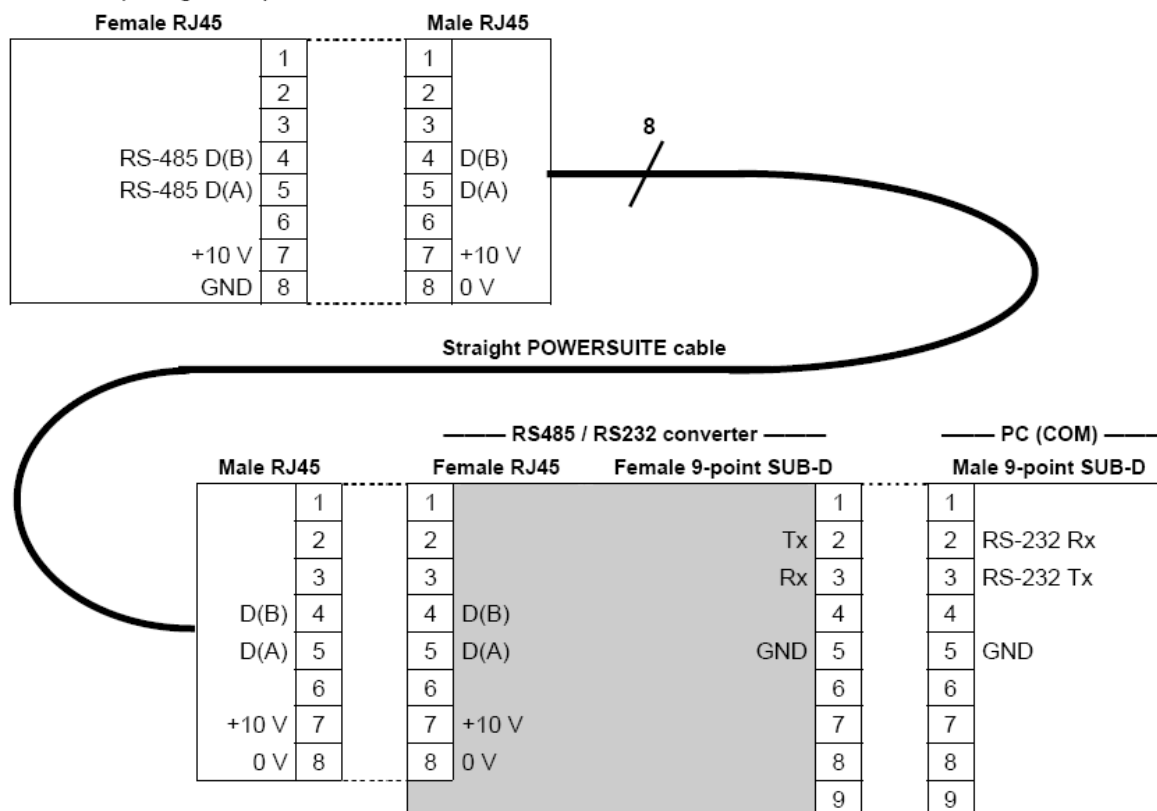 Female RJ45 Male RJ45
1 1
2 2
3 3
8
RS-485 D(B) 4 4 D(B)
RS-485 D(A) 5 5 D(A)
6 6
+10 V 7 7 +10 V
GND 8 8 0 V
Straight POWERSUITE cable
RS485 / RS232 converter PC (COM)
Male RJ45 Female RJ45 Female 9-point SUB-D Male 9-point SUB-D
1 1 1 1
2 2 Tx 2 2 RS-232 Rx
3 3 Rx 3 3 RS-232 Tx
D(B) 4 4 D(B) 4 4
D(A) 5 5 D(A) GND 5 5 GND
6 6 6 6
+10 V 7 7 +10 V 7 7
0 V 8 8 0 V 8 8
9 9